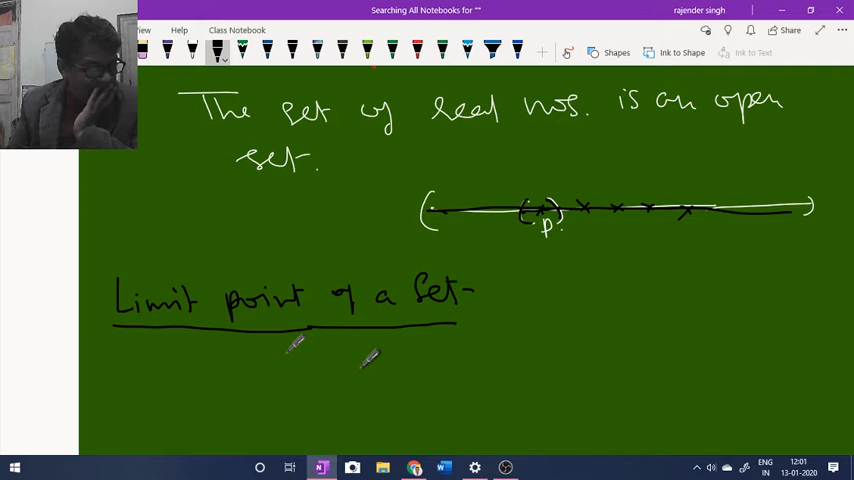 Searching All Notebooks for ""
rajender singh
View
Help
Class Notebook
Share
Shapes
Ink to Shape
Ink to Text
The set of real nos. is an open
set.
p.
Limit point of a set-
ENG
IN
12:01
13-01-2020